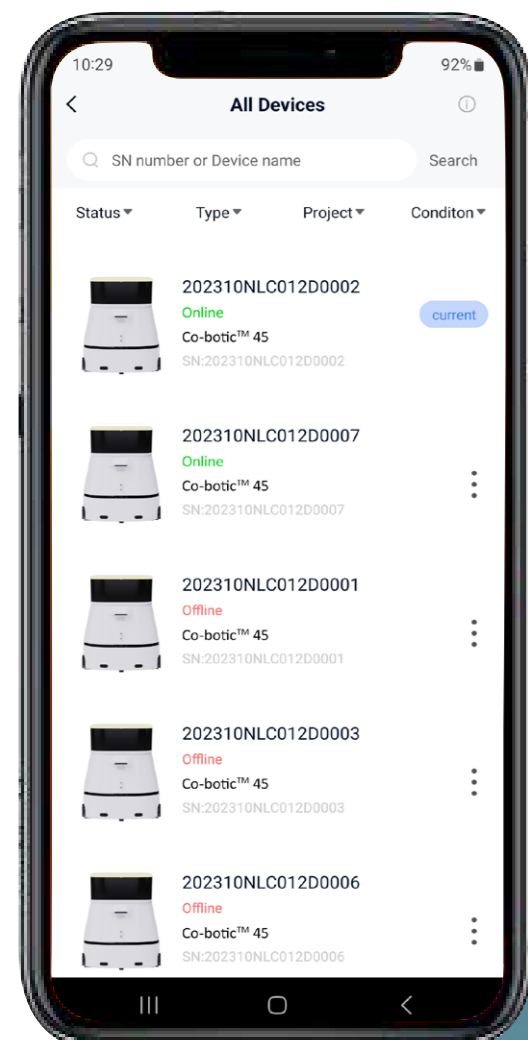 10:29
92%
All Devices
SN number or Device name
Search
Status
Type
Project
Conditon
202310NLC012D0002
Online
current
Co-botic™ 45
SN:202310NLC012D0002
202310NLC012D0007
Online
Co-botic™ 45
SN:202310NLC012D0007
202310NLC012D0001
Offline
Co-botic™ 45
SN:202310NLC012D0001
202310NLC012D0003
Offline
Co-botic™ 45
SN:202310NLC012D0003
202310NLC012D0006
Offline
Co-botic™ 45
SN:202310NLC012D0006